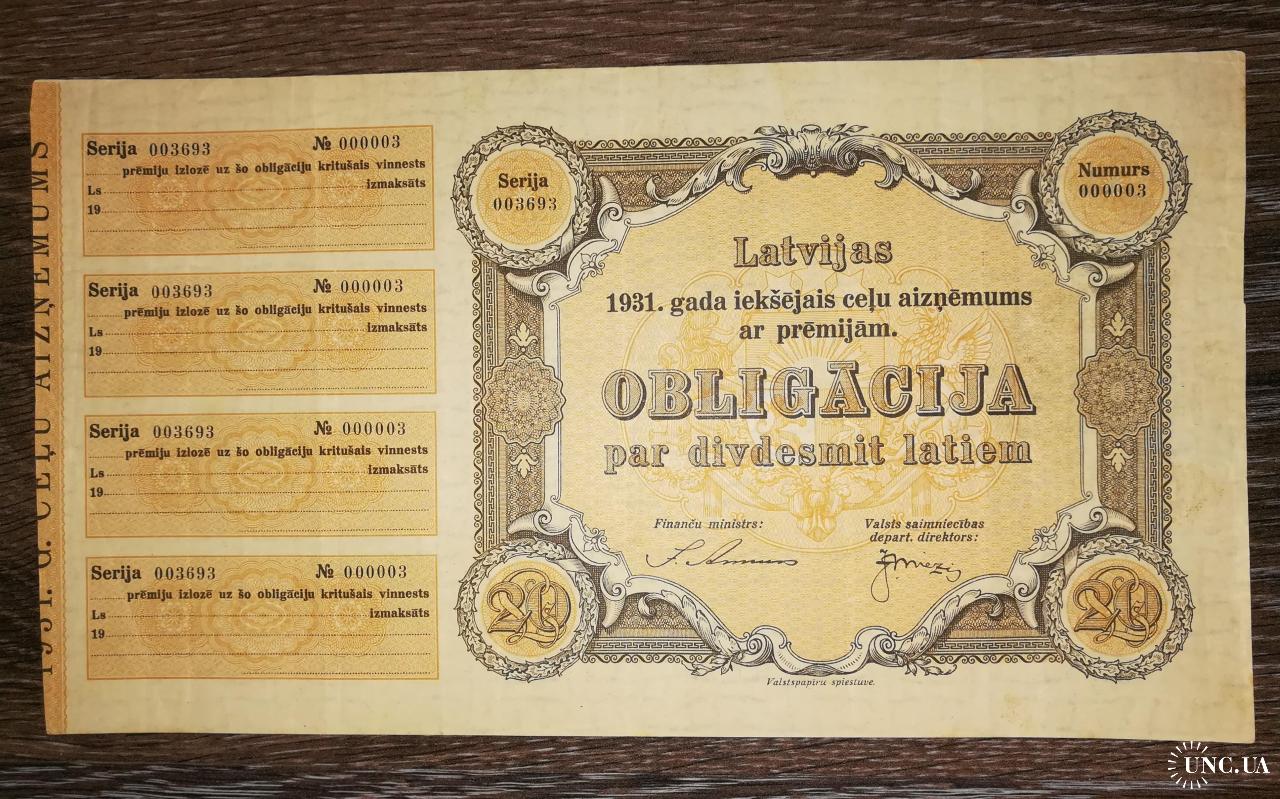 1931. G. CEĻU AIZŅEMUMS
Serija 003693 № 000003
prēmiju izlozē uz šo obligāciju kritušais vinnests
Ls izmaksāts
19
Serija 003693 № 000003
prēmiju izlozē uz šo obligāciju kritušais vinnests
Ls izmaksāts
19
Serija 003693 № 000003
prēmiju izlozē uz šo obligāciju kritušais vinnests
Ls izmaksāts
19
Serija 003693 № 000003
prēmiju izlozē uz šo obligāciju kritušais vinnests
Ls izmaksāts
19
Serija
003693
Numurs
000003
Latvijas
1931. gada iekšējais ceļu aizņēmums
ar prēmijām.
OBLIGĀCIJA
par divdesmit latiem
Finanču ministrs:
Valsts saimniecības
depart. direktors:
20
20
Valstspapīru spiestuve.
UNC.UA